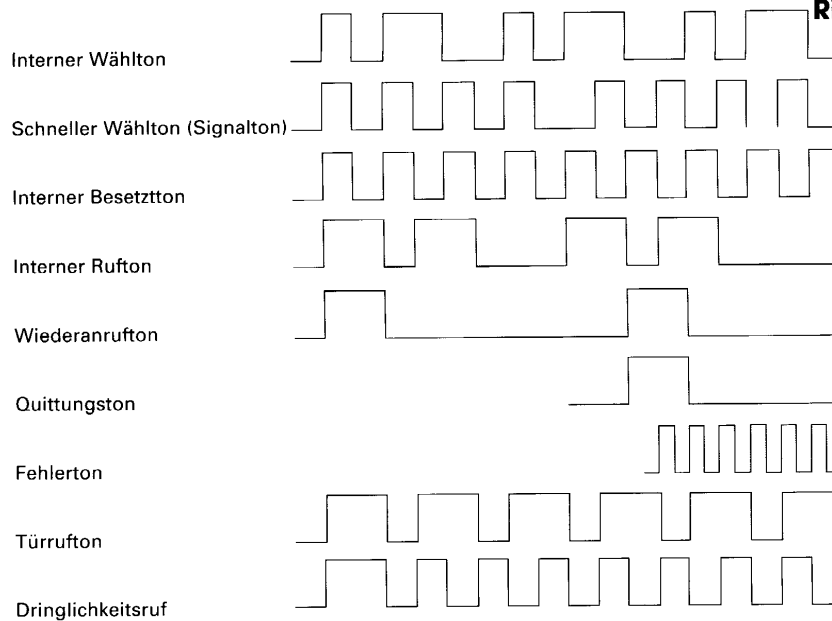 Interner Wählton
Schneller Wählton (Signalton)
Interner Besetztton
Interner Rufton
Wiederanrufton
Quittungston
Fehlerton
Türrufton
Dringlichkeitsruf